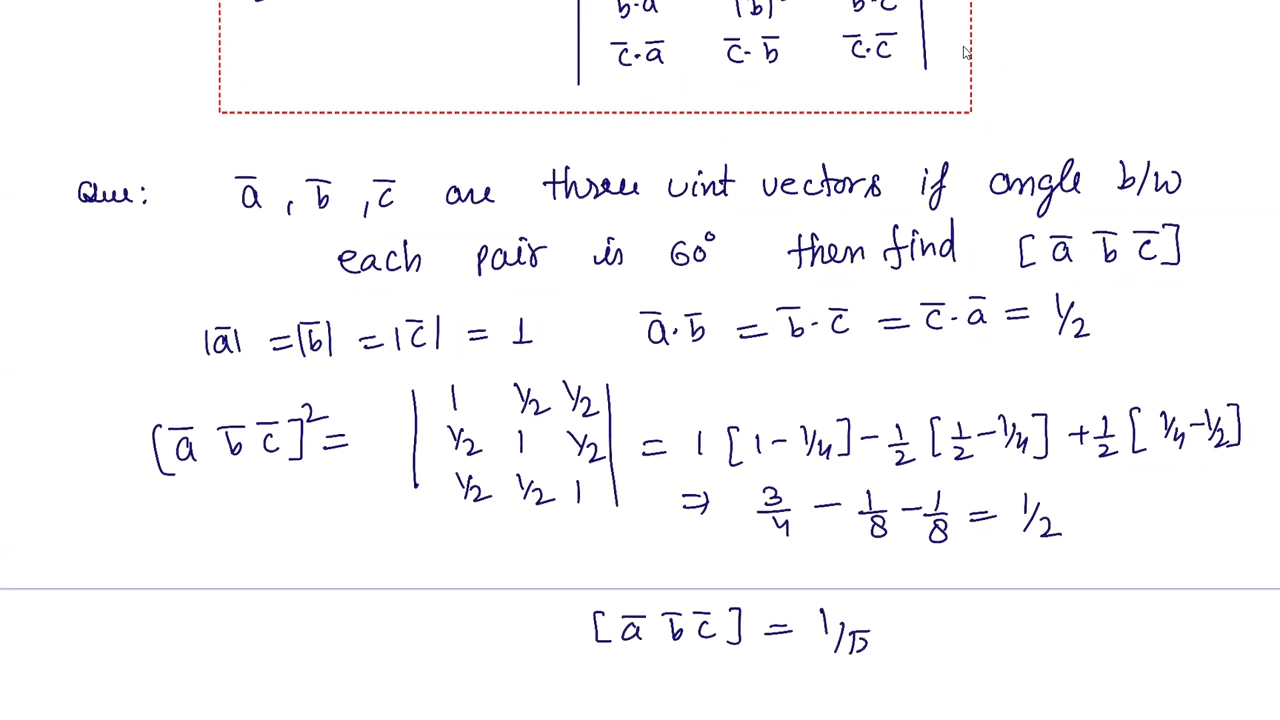 b̄·ā |b̄| b̄·c̄
c̄·ā c̄·b̄ c̄·c̄
Que: ā , b̄ , c̄ are three uint vectors if angle b/w
each pair is 60° then find [ ā b̄ c̄ ]
|ā| = |b̄| = |c̄| = 1 ā·b̄ = b̄·c̄ = c̄·ā = 1/2
[ā b̄ c̄]² = | 1 1/2 1/2 | 1/2 1 1/2 | 1/2 1/2 1 | = 1 [1 - 1/4] - 1/2 [1/2 - 1/4] + 1/2 [1/4 - 1/2]
⇒ 3/4 - 1/8 - 1/8 = 1/2
[ ā b̄ c̄ ] = 1/√2